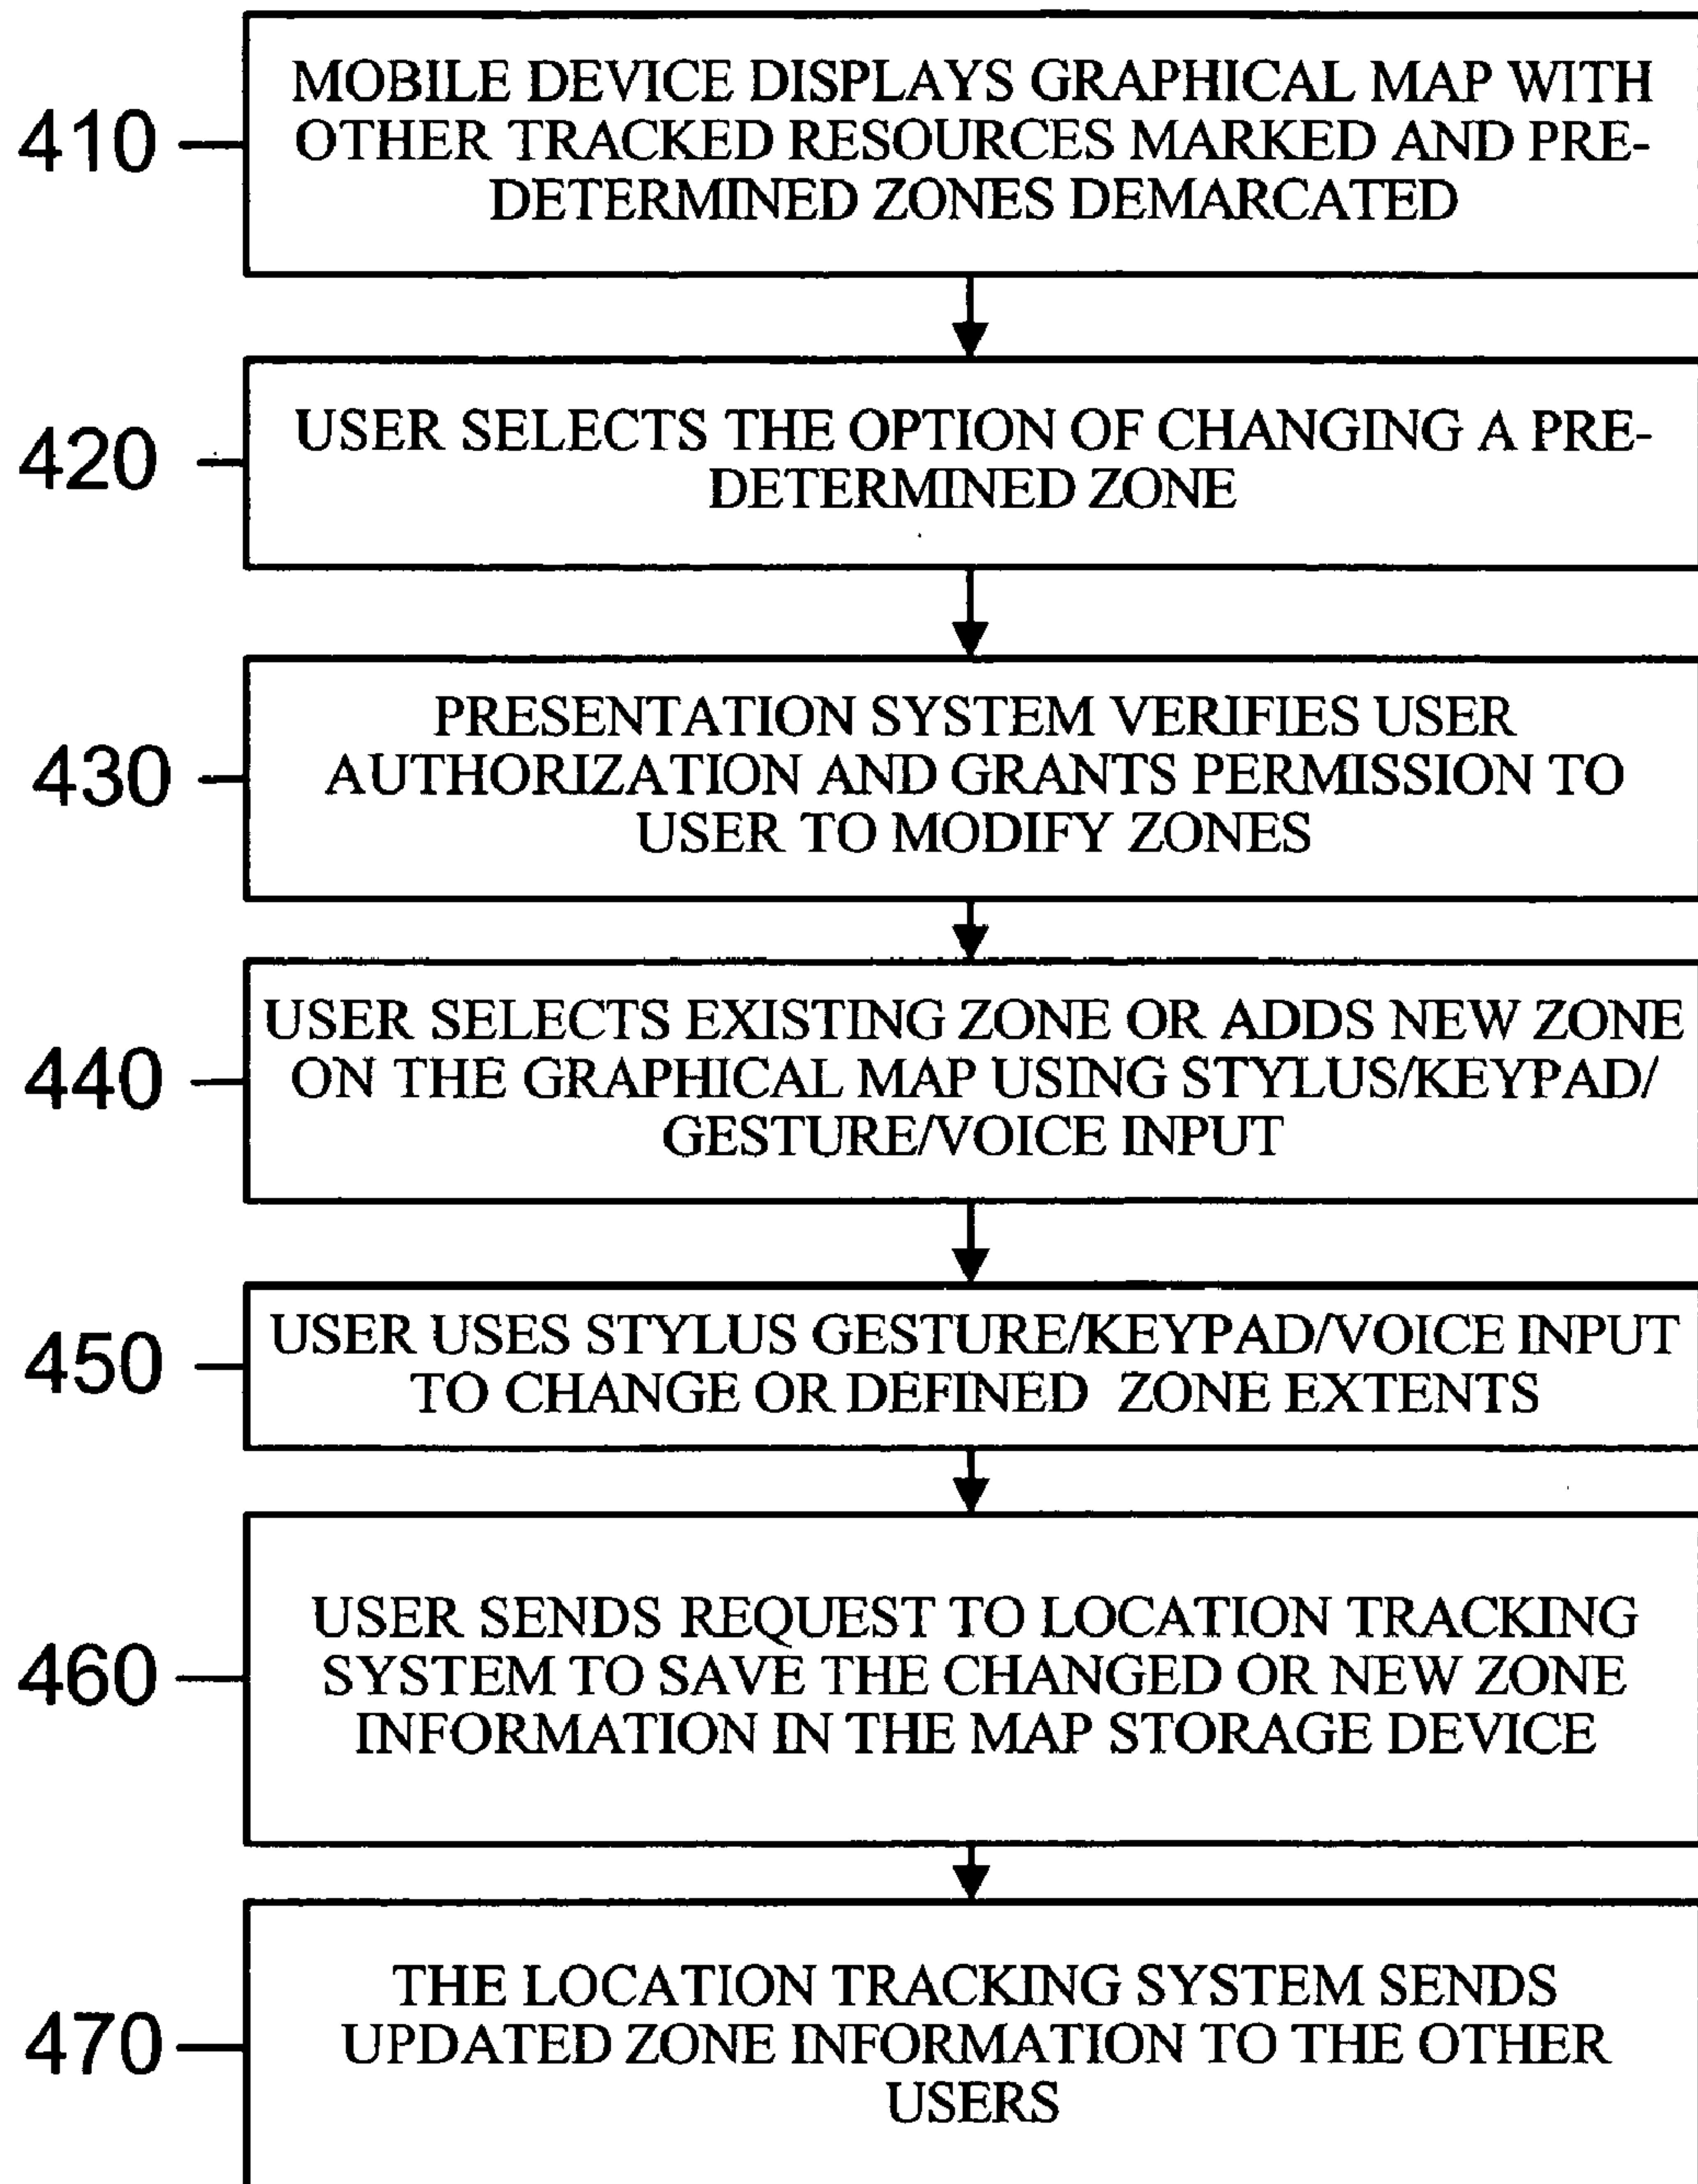 410
MOBILE DEVICE DISPLAYS GRAPHICAL MAP WITH
OTHER TRACKED RESOURCES MARKED AND PRE-
DETERMINED ZONES DEMARCATED
420
USER SELECTS THE OPTION OF CHANGING A PRE-
DETERMINED ZONE
430
PRESENTATION SYSTEM VERIFIES USER
AUTHORIZATION AND GRANTS PERMISSION TO
USER TO MODIFY ZONES
440
USER SELECTS EXISTING ZONE OR ADDS NEW ZONE
ON THE GRAPHICAL MAP USING STYLUS/KEYPAD/
GESTURE/VOICE INPUT
450
USER USES STYLUS GESTURE/KEYPAD/VOICE INPUT
TO CHANGE OR DEFINED ZONE EXTENTS
460
USER SENDS REQUEST TO LOCATION TRACKING
SYSTEM TO SAVE THE CHANGED OR NEW ZONE
INFORMATION IN THE MAP STORAGE DEVICE
470
THE LOCATION TRACKING SYSTEM SENDS
UPDATED ZONE INFORMATION TO THE OTHER
USERS